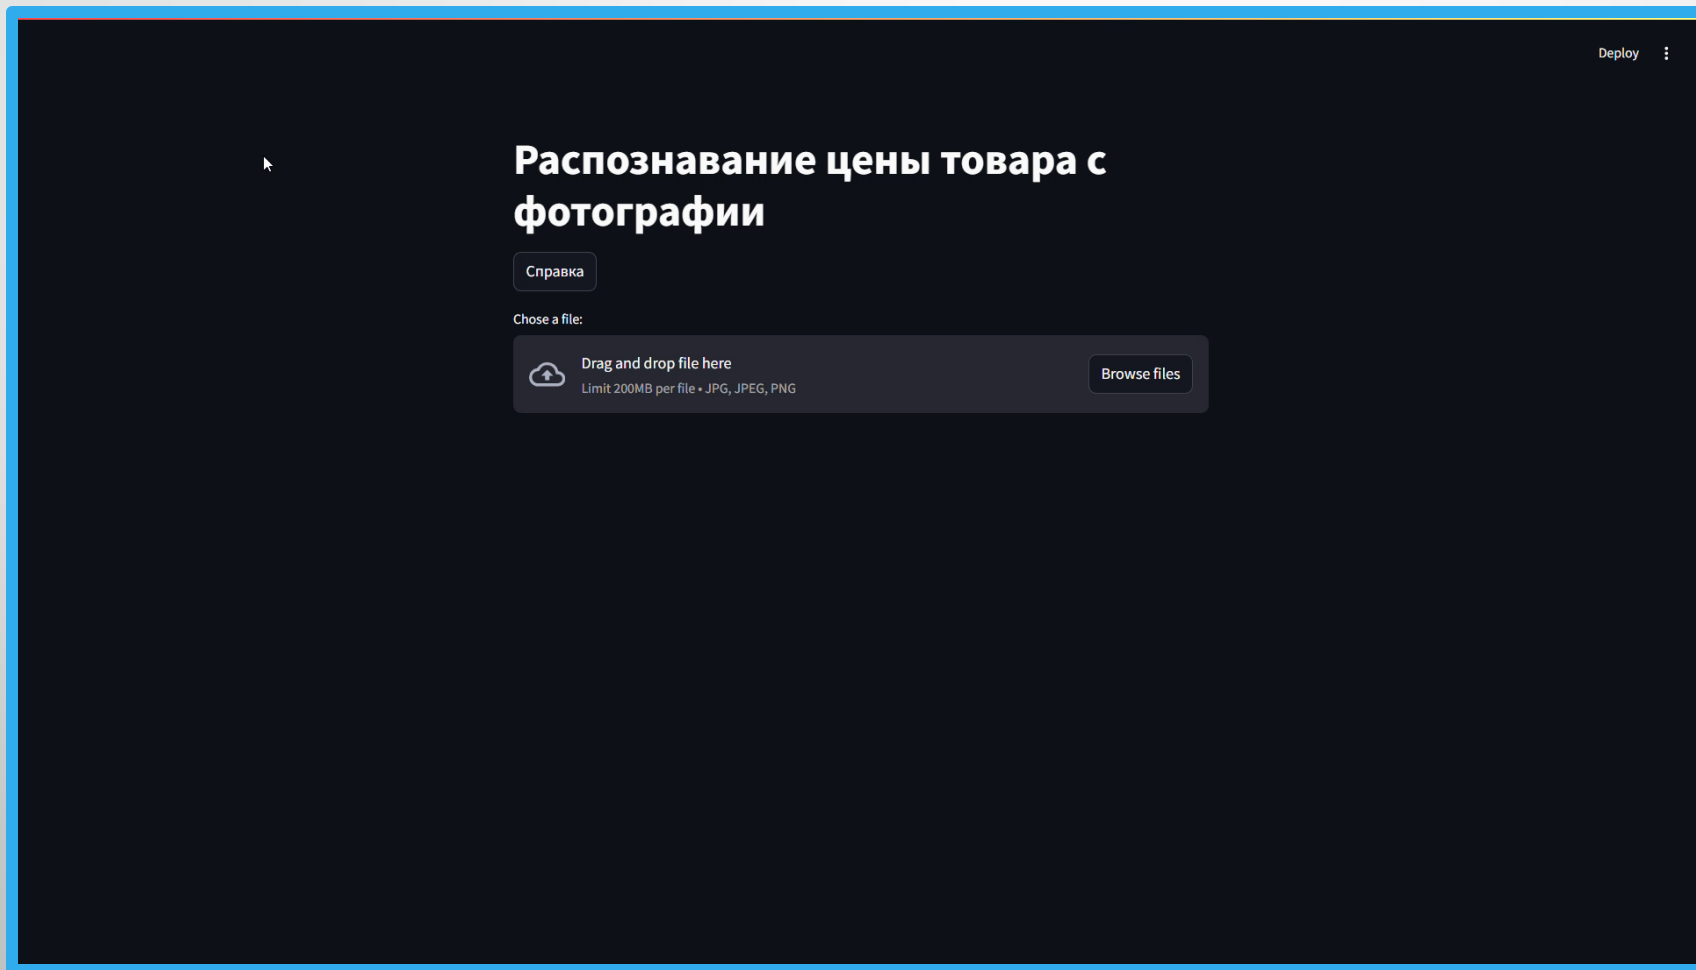 Deploy
Распознавание цены товара с
фотографии
Справка
Chose a file:
Drag and drop file here
Limit 200MB per file • JPG, JPEG, PNG
Browse files